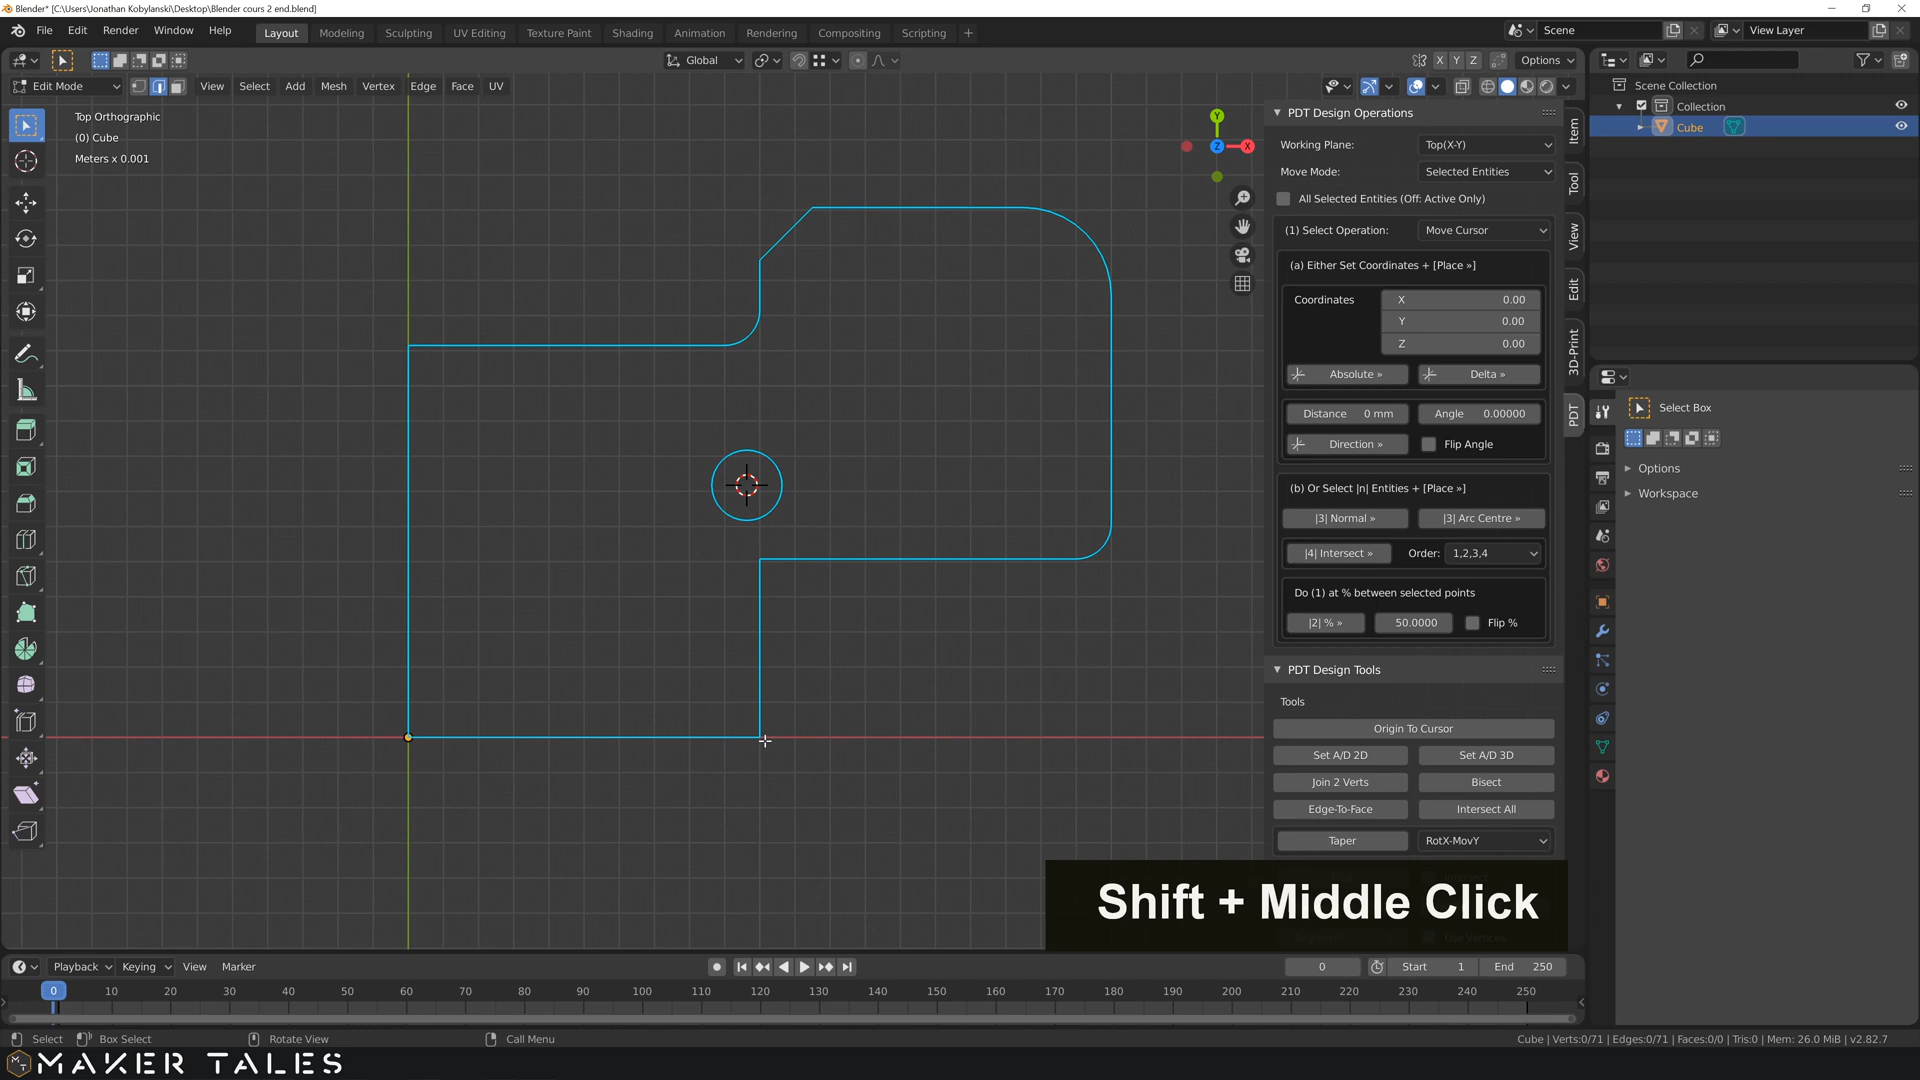 Blender* [C:\Users\Jonathan Kobylanski\Desktop\Blender cours 2 end.blend]
File Edit Render Window Help
Layout Modeling Sculpting UV Editing Texture Paint Shading Animation Rendering Compositing Scripting +
Scene
View Layer
Global
X Y Z Options
Edit Mode View Select Add Mesh Vertex Edge Face UV
Top Orthographic
(0) Cube
Meters x 0.001
Y
Z
X
Scene Collection
Collection
Cube
Item
Tool
View
Edit
3D-Print
PDT
PDT Design Operations
Working Plane: Top(X-Y)
Move Mode: Selected Entities
All Selected Entities (Off: Active Only)
(1) Select Operation: Move Cursor
(a) Either Set Coordinates + [Place »]
Coordinates X 0.00
Y 0.00
Z 0.00
Absolute » Delta »
Distance 0 mm Angle 0.00000
Direction » Flip Angle
(b) Or Select |n| Entities + [Place »]
|3| Normal » |3| Arc Centre »
|4| Intersect » Order: 1,2,3,4
Do (1) at % between selected points
|2| % » 50.0000 Flip %
PDT Design Tools
Tools
Origin To Cursor
Set A/D 2D Set A/D 3D
Join 2 Verts Bisect
Edge-To-Face Intersect All
Taper RotX-MovY
Select Box
Options
Workspace
Shift + Middle Click
Playback Keying View Marker
0 Start 1 End 250
0 10 20 30 40 50 60 70 80 90 100 110 120 130 140 150 160 170 180 190 200 210 220 230 240 250
Select Box Select Rotate View Call Menu
Cube | Verts:0/71 | Edges:0/71 | Faces:0/0 | Tris:0 | Mem: 26.0 MiB | v2.82.7
MAKER TALES